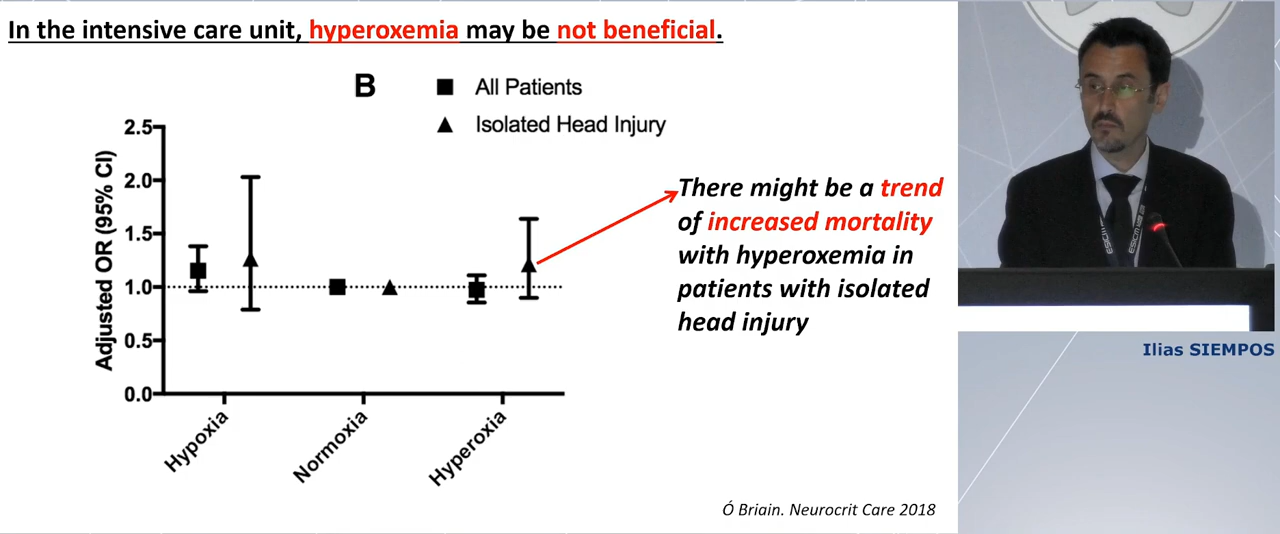 In the intensive care unit, hyperoxemia may be not beneficial.
B
All Patients
Isolated Head Injury
Adjusted OR (95% CI)
2.5
2.0
1.5
1.0
0.5
0.0
Hypoxia
Normoxia
Hyperoxia
There might be a trend
of increased mortality
with hyperoxemia in
patients with isolated
head injury
Ó Briain. Neurocrit Care 2018
ESICM
ESICM
Ilias SIEMPOS